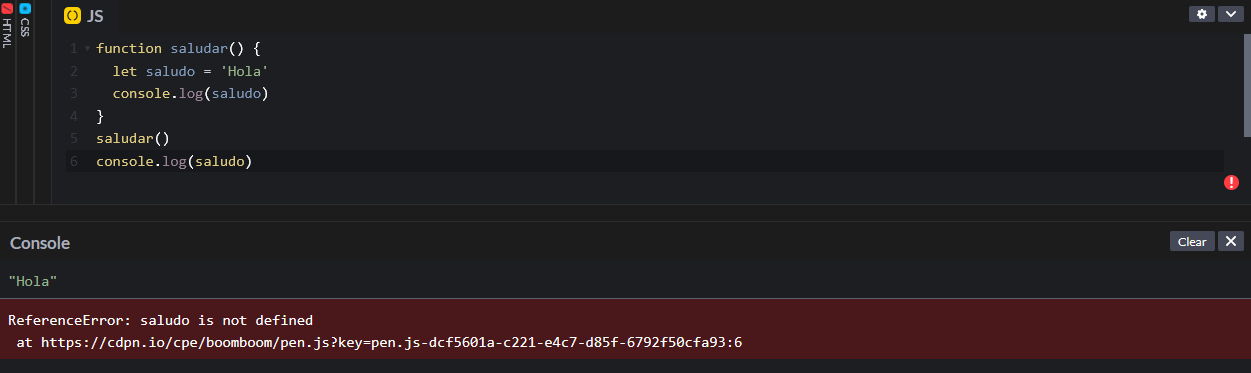 HTML
CSS
JS
1 function saludar() {
2 let saludo = 'Hola'
3 console.log(saludo)
4 }
5 saludar()
6 console.log(saludo)
Console
Clear
"Hola"
ReferenceError: saludo is not defined
at https://cdpn.io/cpe/boomboom/pen.js?key=pen.js-dcf5601a-c221-e4c7-d85f-6792f50cfa93:6